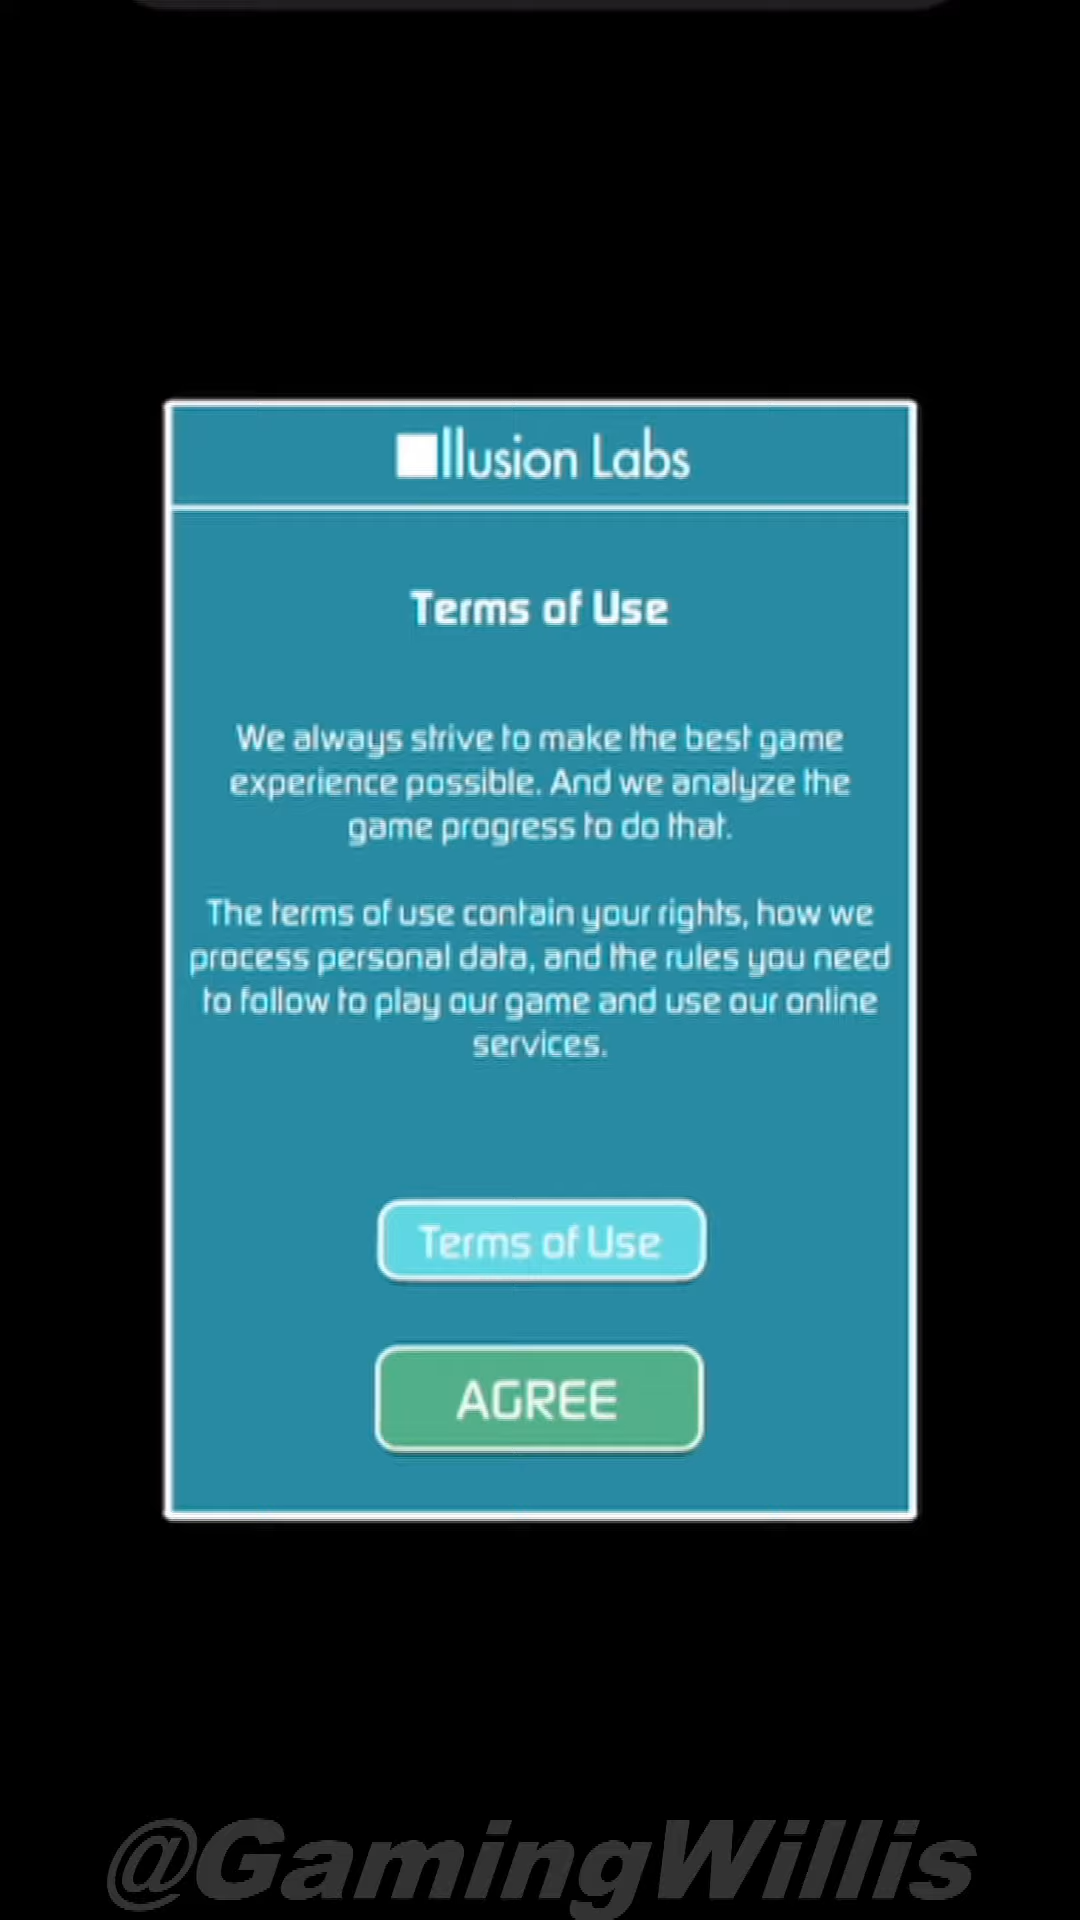 Illusion Labs
Terms of Use
We always strive to make the best game
experience possible. And we analyze the
game progress to do that.
The terms of use contain your rights, how we
process personal data, and the rules you need
to follow to play our game and use our online
services.
Terms of Use
AGREE
@GamingWillis